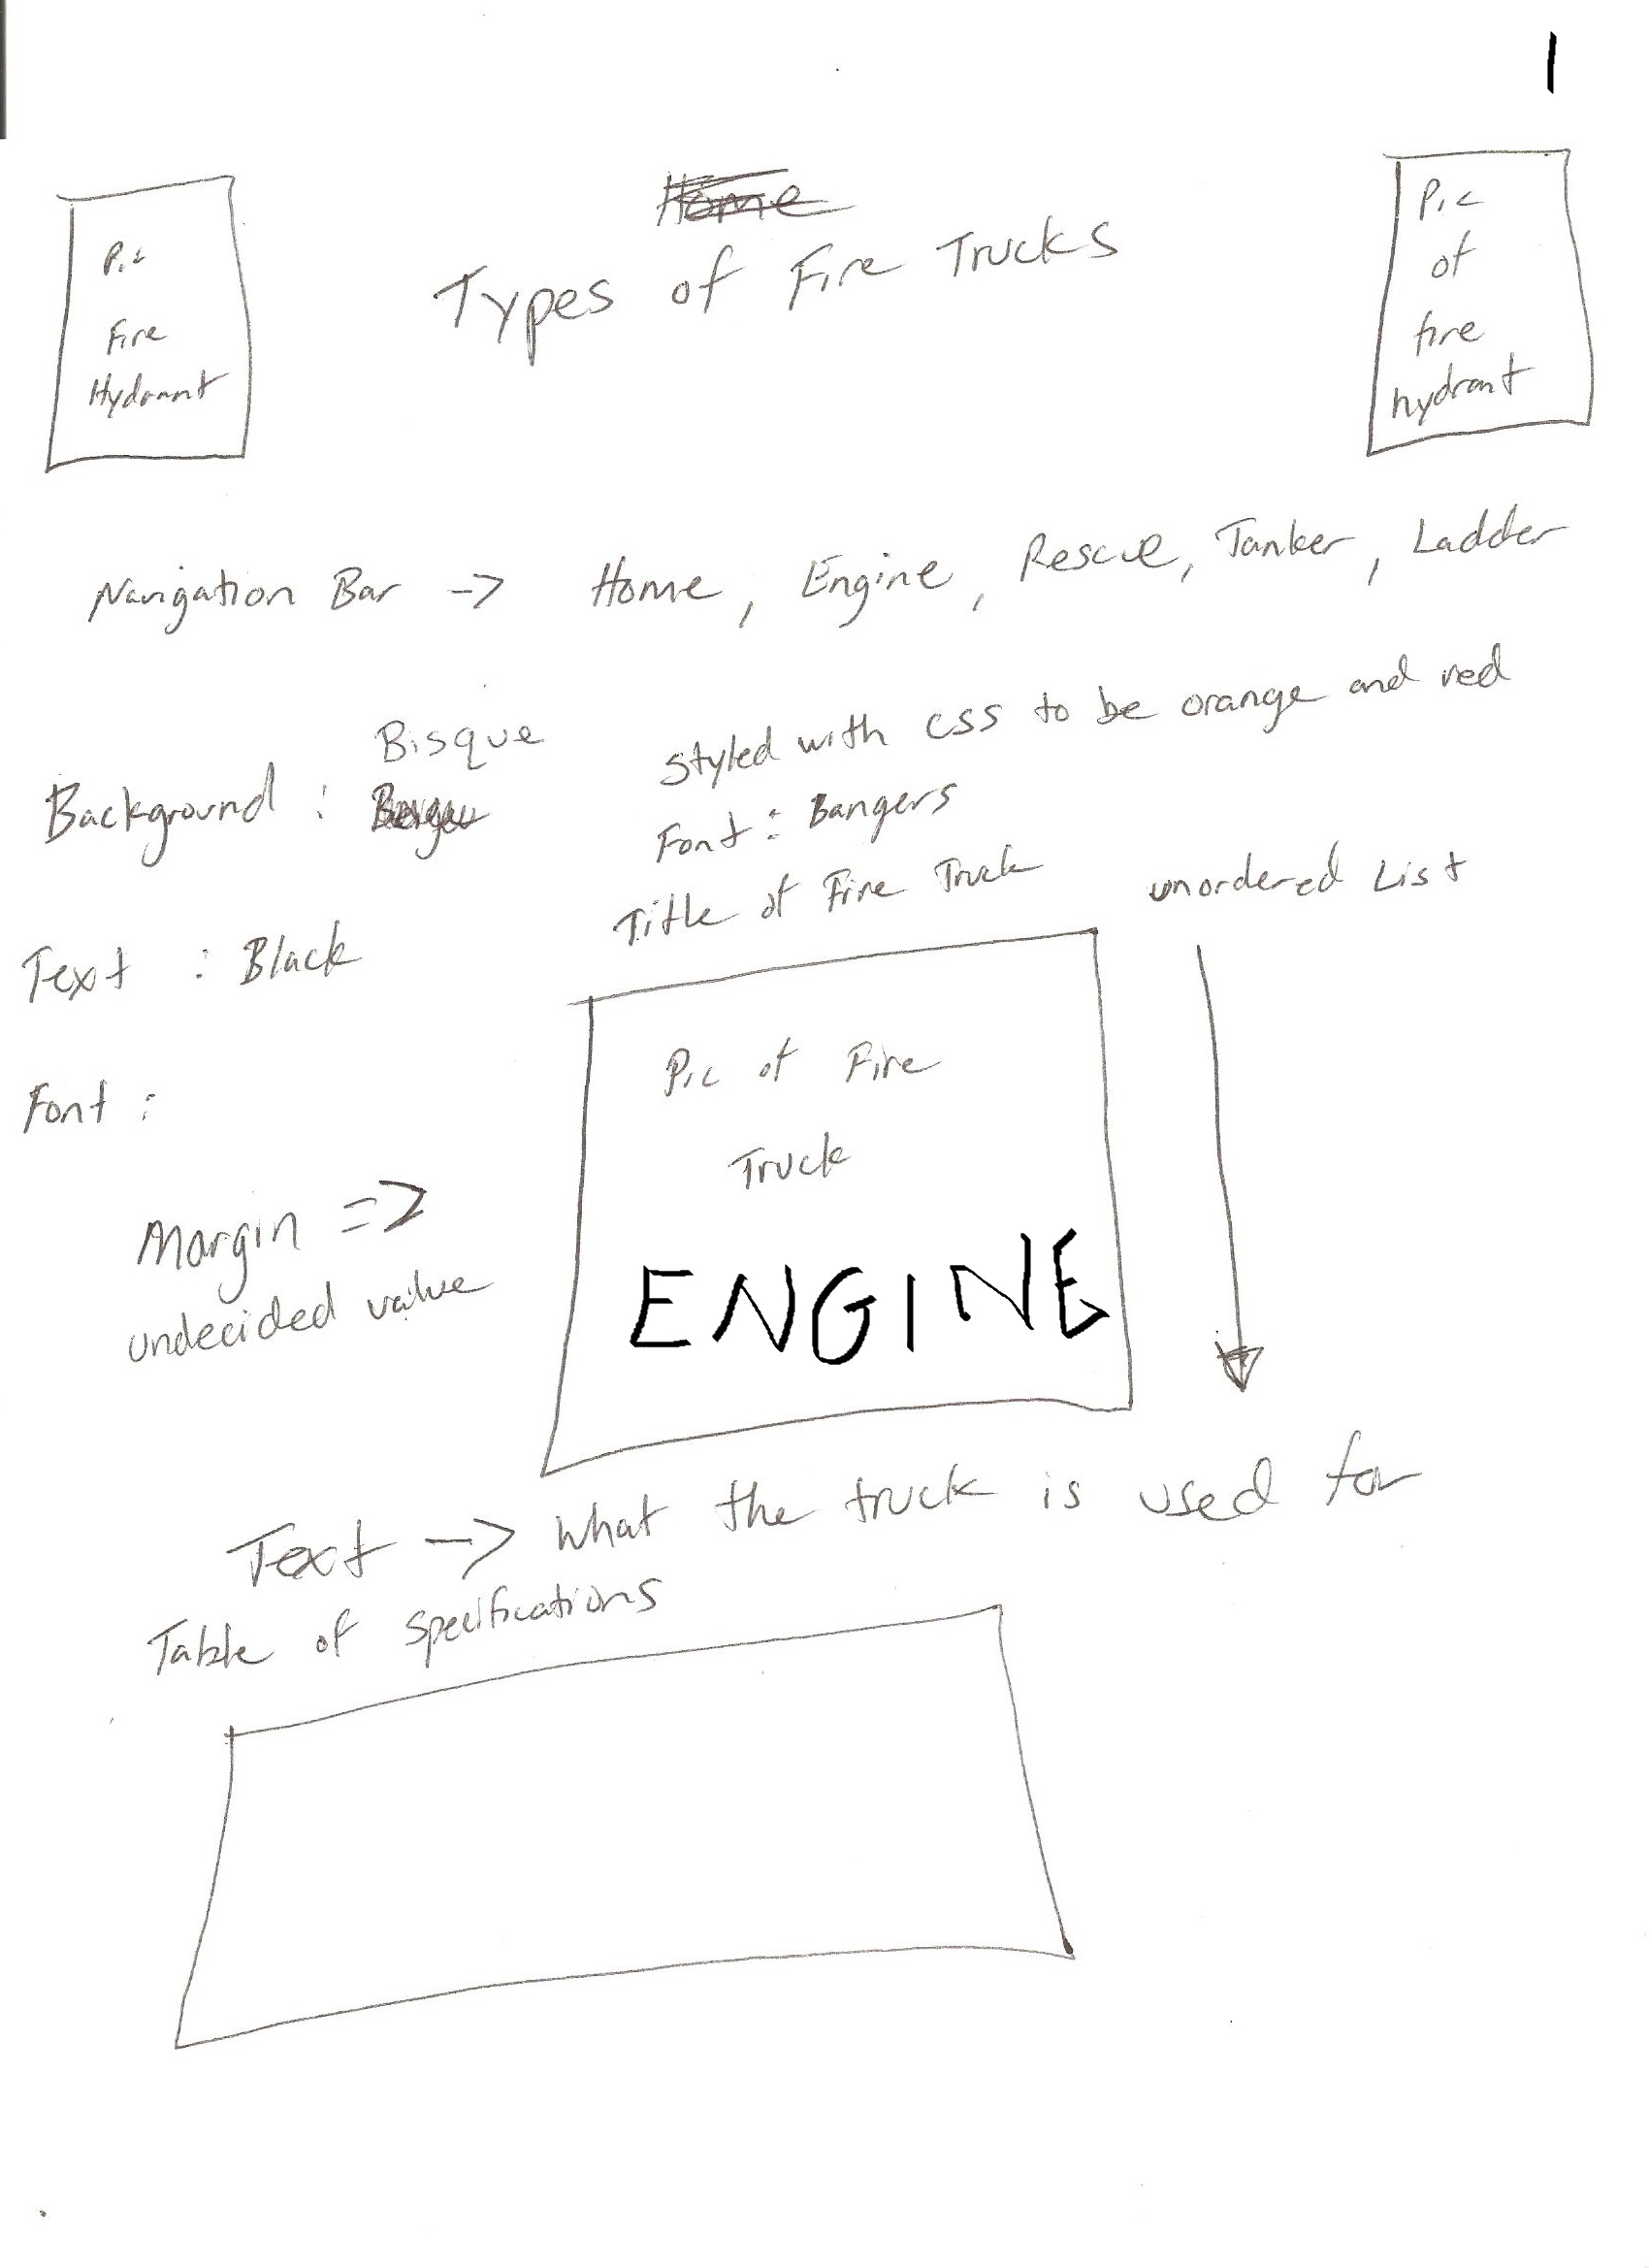 1
Home
Types of Fire Trucks
Pic
Fire
Hydrant
Pic
of
fire
hydrant
Navigation Bar -> Home, Engine, Rescue, Tanker, Ladder
styled with css to be orange and red
Font: Bangers
Bisque
Background:
Title of Fire Truck
unordered List
Text : Black
Pic of Fire
Truck
ENGINE
Font :
Margin =>
undecided value
Text -> What the truck is used for
Table of specifications